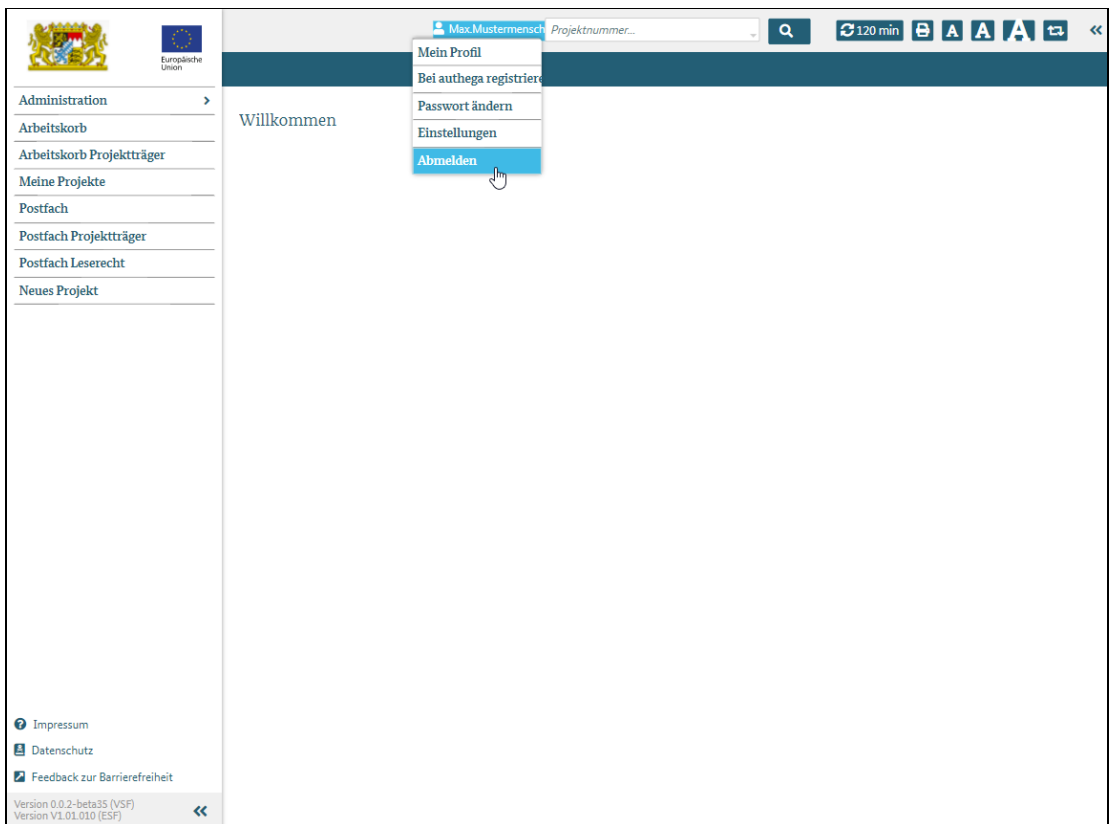 Europäische
Union
Max.Mustermensch
Projektnummer...
120 min
A
A
A
Mein Profil
Bei authega registriere
Passwort ändern
Einstellungen
Abmelden
Administration
Arbeitskorb
Arbeitskorb Projektträger
Meine Projekte
Postfach
Postfach Projektträger
Postfach Leserecht
Neues Projekt
Willkommen
Impressum
Datenschutz
Feedback zur Barrierefreiheit
Version 0.0.2-beta35 (VSF)
Version V1.01.010 (ESF)